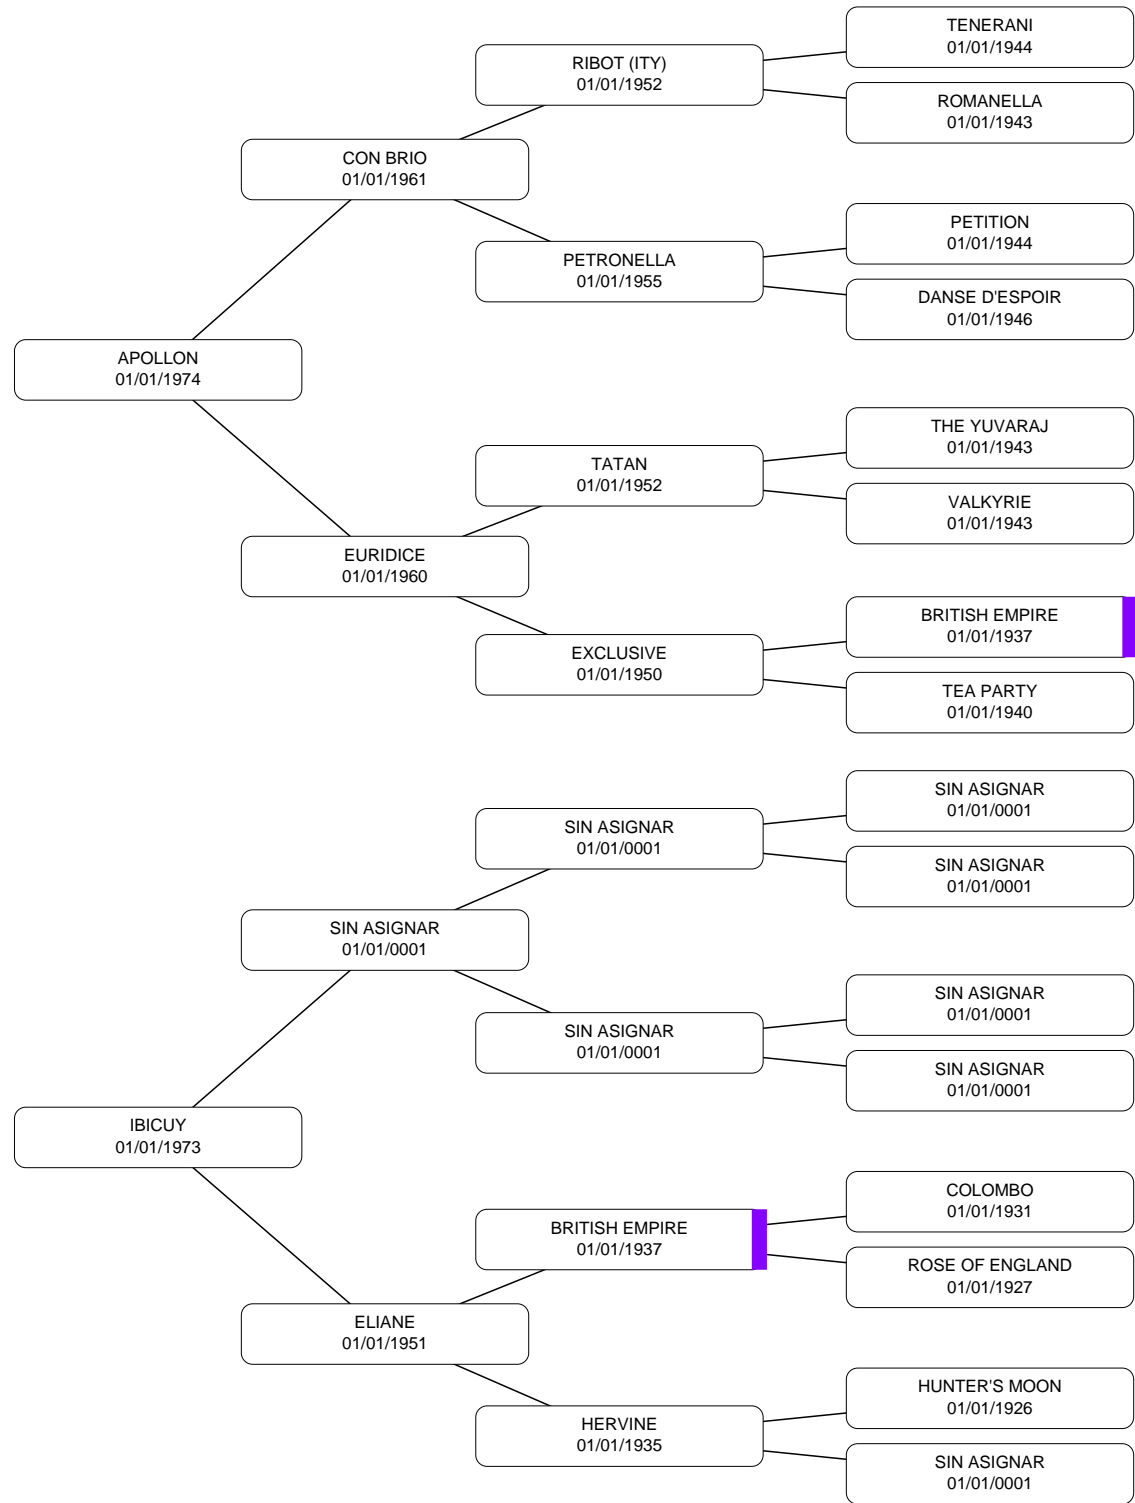 TENERANI
01/01/1944
RIBOT (ITY)
01/01/1952
ROMANELLA
01/01/1943
CON BRIO
01/01/1961
PETITION
01/01/1944
PETRONELLA
01/01/1955
DANSE D'ESPOIR
01/01/1946
APOLLON
01/01/1974
THE YUVARAJ
01/01/1943
TATAN
01/01/1952
VALKYRIE
01/01/1943
EURIDICE
01/01/1960
BRITISH EMPIRE
01/01/1937
EXCLUSIVE
01/01/1950
TEA PARTY
01/01/1940
SIN ASIGNAR
01/01/0001
SIN ASIGNAR
01/01/0001
SIN ASIGNAR
01/01/0001
SIN ASIGNAR
01/01/0001
SIN ASIGNAR
01/01/0001
SIN ASIGNAR
01/01/0001
SIN ASIGNAR
01/01/0001
IBICUY
01/01/1973
COLOMBO
01/01/1931
BRITISH EMPIRE
01/01/1937
ROSE OF ENGLAND
01/01/1927
ELIANE
01/01/1951
HUNTER'S MOON
01/01/1926
HERVINE
01/01/1935
SIN ASIGNAR
01/01/0001